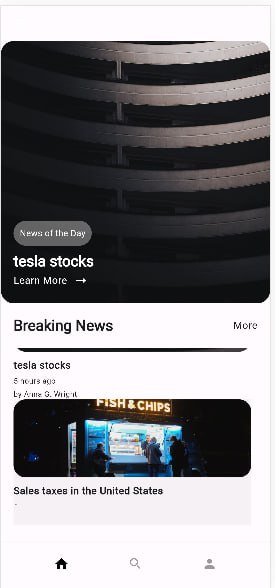 News of the Day
tesla stocks
Learn More →
Breaking News
More
tesla stocks
5 hours ago
by Anna G. Wright
FISH & CHIPS
Sales taxes in the United States